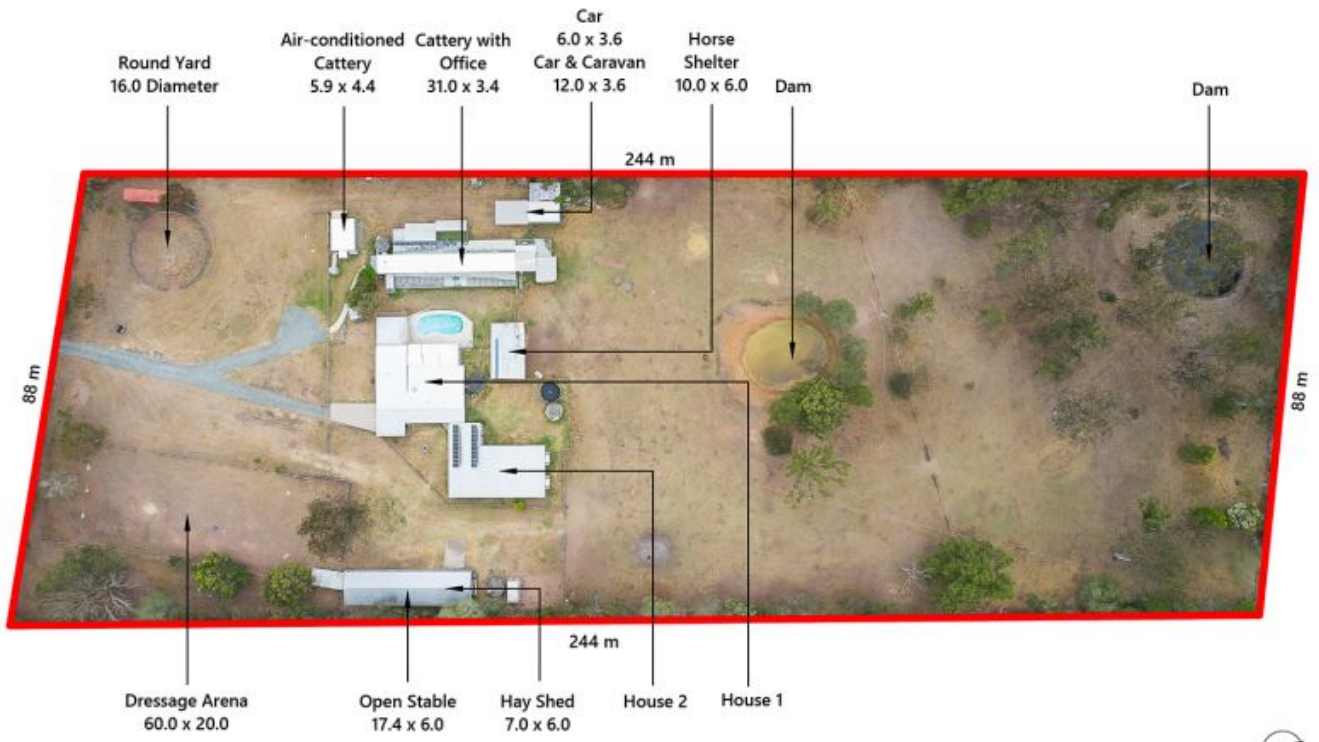 Round Yard
16.0 Diameter
Air-conditioned
Cattery
5.9 x 4.4
Cattery with
Office
31.0 x 3.4
Car
6.0 x 3.6
Car & Caravan
12.0 x 3.6
Horse
Shelter
10.0 x 6.0
Dam
Dam
244 m
88 m
88 m
244 m
Dressage Arena
60.0 x 20.0
Open Stable
17.4 x 6.0
Hay Shed
7.0 x 6.0
House 2
House 1